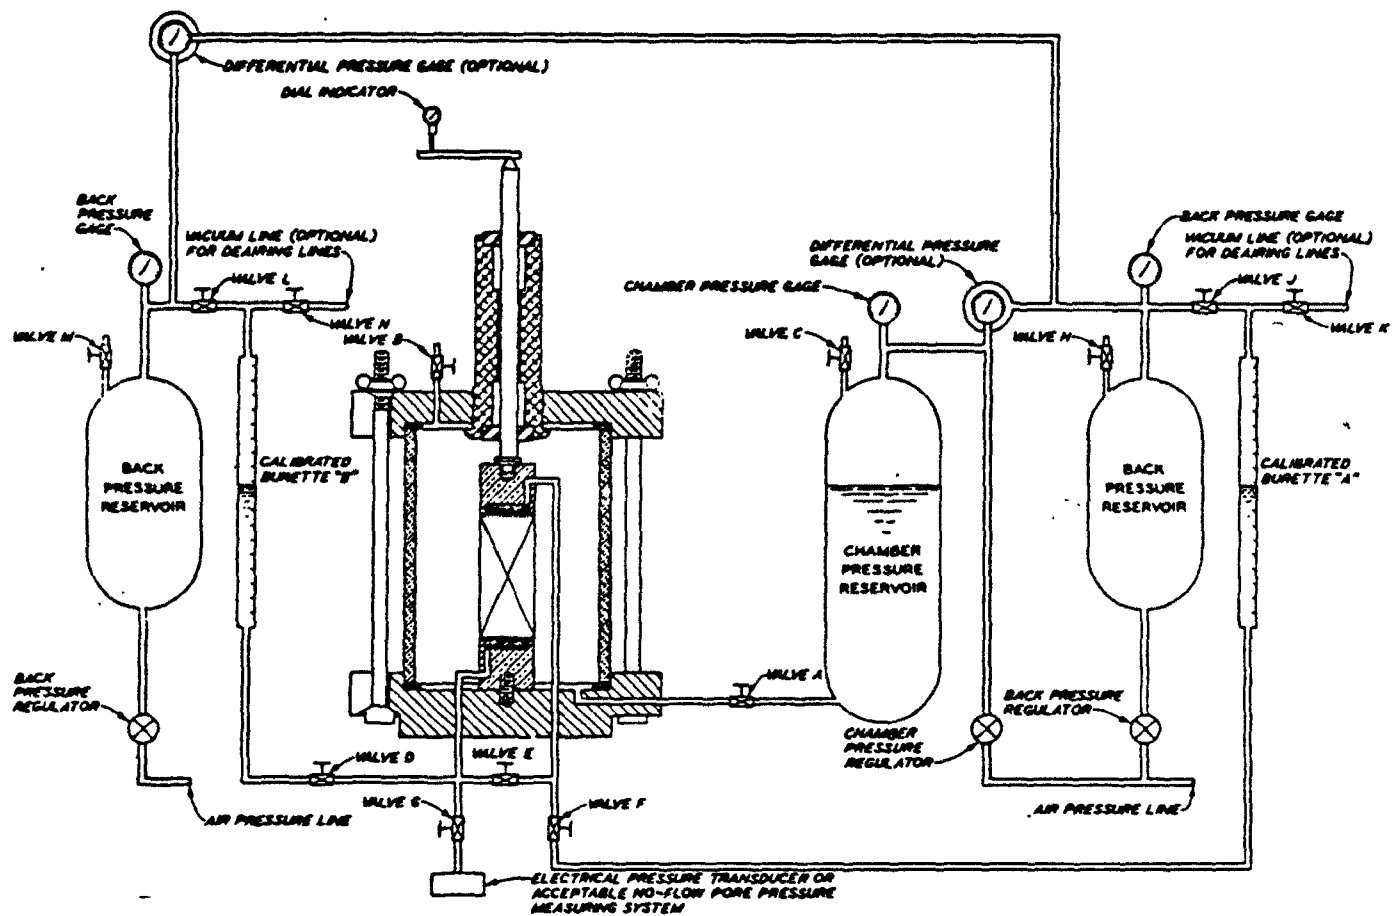 DIFFERENTIAL PRESSURE GAGE (OPTIONAL)
DIAL INDICATOR
BACK
PRESSURE
GAGE
VACUUM LINE (OPTIONAL)
FOR DEAIRING LINES
VALVE L
VALVE N
VALVE B
VALVE M
BACK
PRESSURE
RESERVOIR
CALIBRATED
BURETTE "B"
BACK
PRESSURE
REGULATOR
AIR PRESSURE LINE
VALVE D
VALVE E
VALVE G
VALVE F
ELECTRICAL PRESSURE TRANSDUCER OR
ACCEPTABLE NO-FLOW PORE PRESSURE
MEASURING SYSTEM
DIFFERENTIAL PRESSURE
GAGE (OPTIONAL)
CHAMBER PRESSURE GAGE
VALVE C
CHAMBER
PRESSURE
RESERVOIR
VALVE A
CHAMBER
PRESSURE
REGULATOR
BACK PRESSURE GAGE
VACUUM LINE (OPTIONAL)
FOR DEAIRING LINES
VALVE J
VALVE K
VALVE H
BACK
PRESSURE
RESERVOIR
CALIBRATED
BURETTE "A"
BACK PRESSURE
REGULATOR
AIR PRESSURE LINE